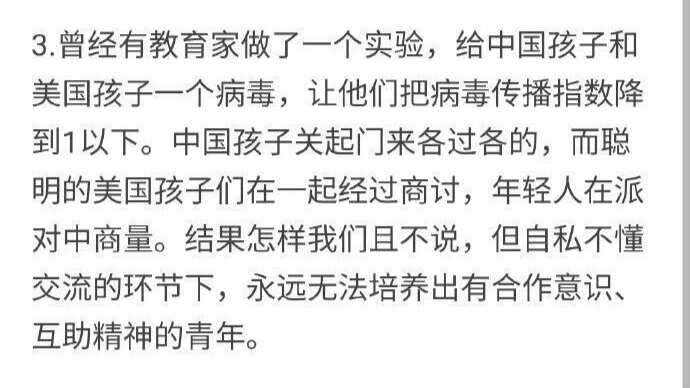 3.曾经有教育家做了一个实验，给中国孩子和
美国孩子一个病毒，让他们把病毒传播指数降
到1以下。中国孩子关起门来各过各的，而聪
明的美国孩子们在一起经过商讨，年轻人在派
对中商量。结果怎样我们且不说，但自私不懂
交流的环节下，永远无法培养出有合作意识、
互助精神的青年。